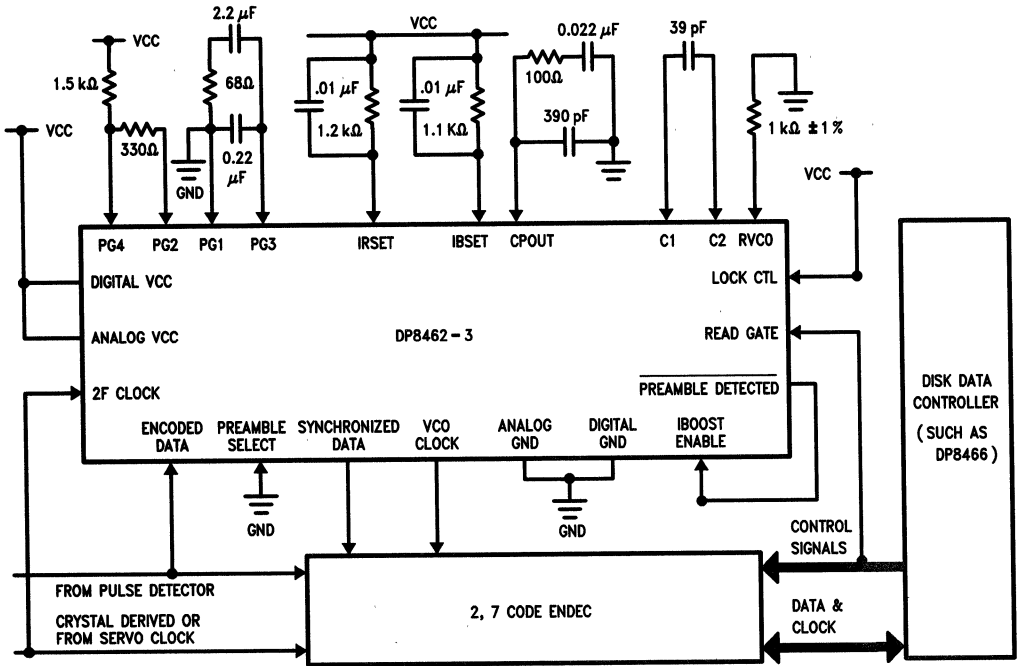 2.2 μF
VCC
0.022 μF
39 pF
VCC
1.5 kΩ
68Ω
.01 μF
.01 μF
100Ω
1.2 kΩ
1.1 KΩ
390 pF
1 kΩ ±1%
VCC
330Ω
0.22
μF
GND
VCC
PG4
PG2
PG1
PG3
IRSET
IBSET
CPOUT
C1
C2
RVCO
DIGITAL VCC
LOCK CTL
ANALOG VCC
DP8462-3
READ GATE
2F CLOCK
PREAMBLE DETECTED
DISK DATA
CONTROLLER
(SUCH AS
DP8466)
ENCODED
DATA
PREAMBLE
SELECT
SYNCHRONIZED
DATA
VCO
CLOCK
ANALOG
GND
DIGITAL
GND
IBOOST
ENABLE
GND
GND
CONTROL
SIGNALS
FROM PULSE DETECTOR
2, 7 CODE ENDEC
CRYSTAL DERIVED OR
FROM SERVO CLOCK
DATA &
CLOCK